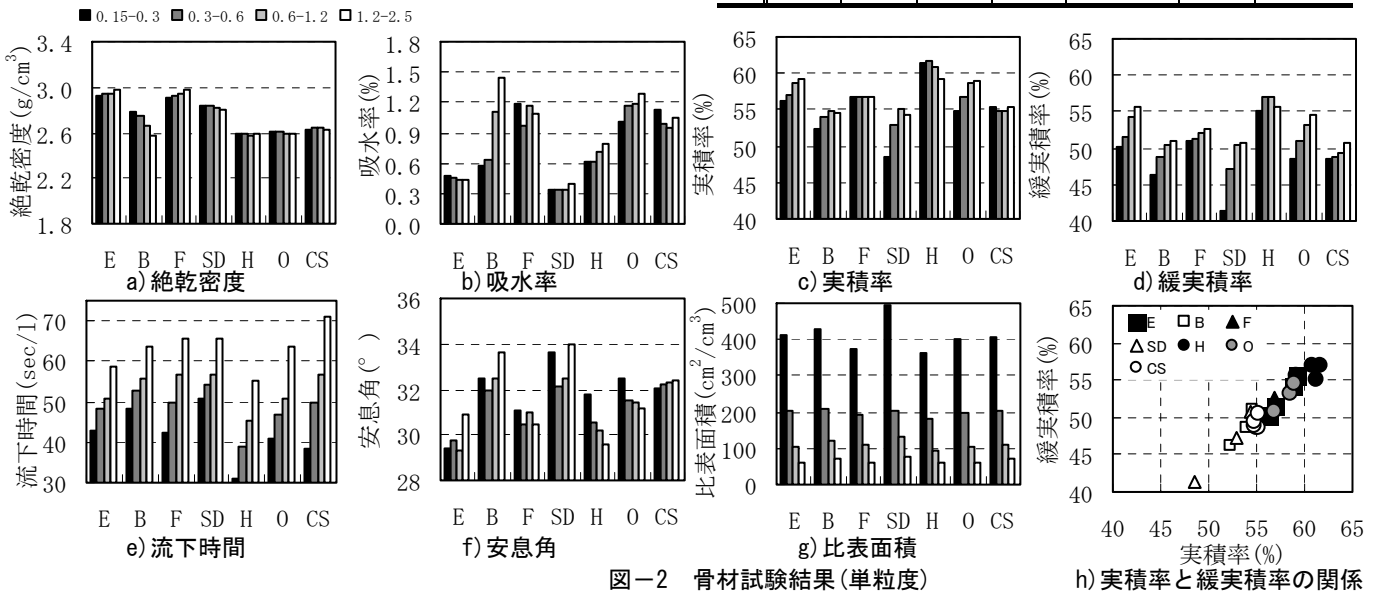 0.15-0.3 0.3-0.6 0.6-1.2 1.2-2.5
絶乾密度(g/cm³)
3.4
3.0
2.6
2.2
1.8
E B F SD H O CS
a)絶乾密度
吸水率(%)
1.8
1.5
1.2
0.9
0.6
0.3
0.0
E B F SD H O CS
b)吸水率
実積率(%)
65
60
55
50
45
40
E B F SD H O CS
c)実積率
緩実積率(%)
65
60
55
50
45
40
E B F SD H O CS
d)緩実積率
流下時間(sec/l)
70
60
50
40
30
E B F SD H O CS
e)流下時間
安息角(°)
36
34
32
30
28
E B F SD H O CS
f)安息角
比表面積(cm²/cm³)
500
400
300
200
100
0
E B F SD H O CS
g)比表面積
緩実積率(%)
65
60
55
50
45
40
E B F
SD H O
CS
40 45 50 55 60 65
実積率(%)
h)実積率と緩実積率の関係
図-2 骨材試験結果(単粒度)